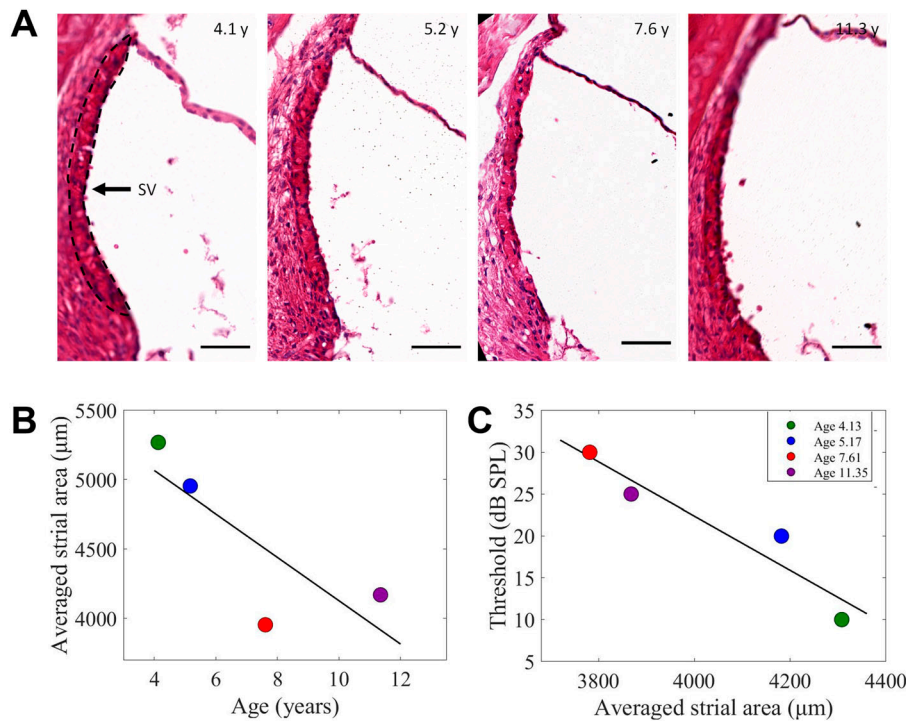 A
4.1 y
5.2 y
7.6 y
11.3 y
SV
B
5500
5000
4500
4000
Averaged strial area (μm)
4
6
8
10
12
Age (years)
C
35
30
25
20
15
10
5
Threshold (dB SPL)
Age 4.13
Age 5.17
Age 7.61
Age 11.35
3800
4000
4200
4400
Averaged strial area (μm)